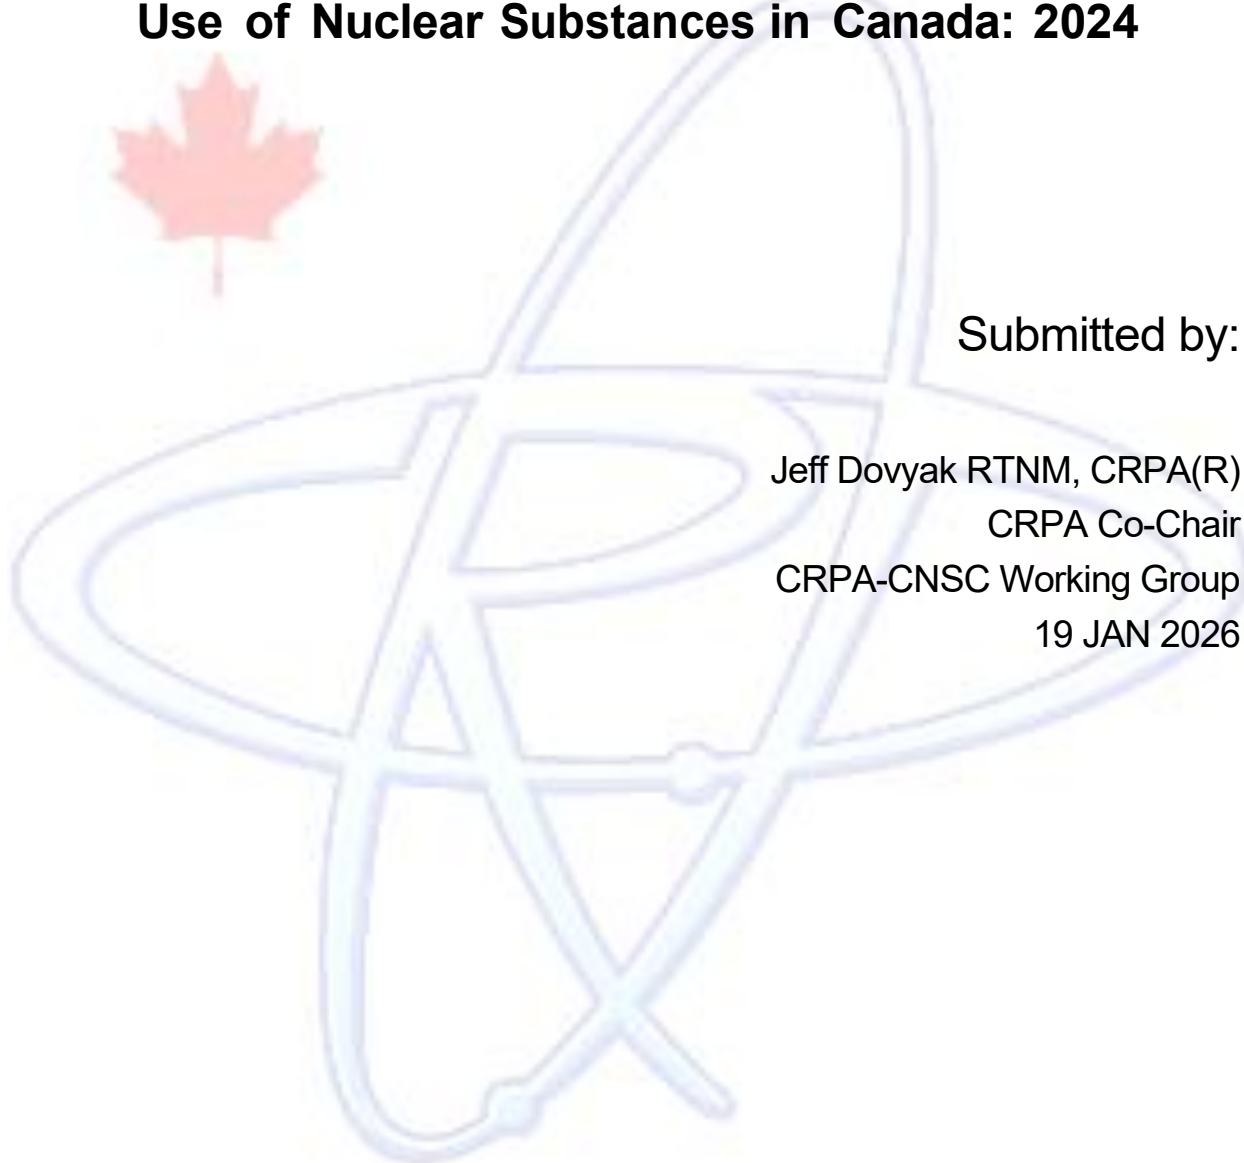 Use of Nuclear Substances in Canada: 2024
Submitted by:
Jeff Dovyak RTNM, CRPA(R)
CRPA Co-Chair
CRPA-CNSC Working Group
19 JAN 2026